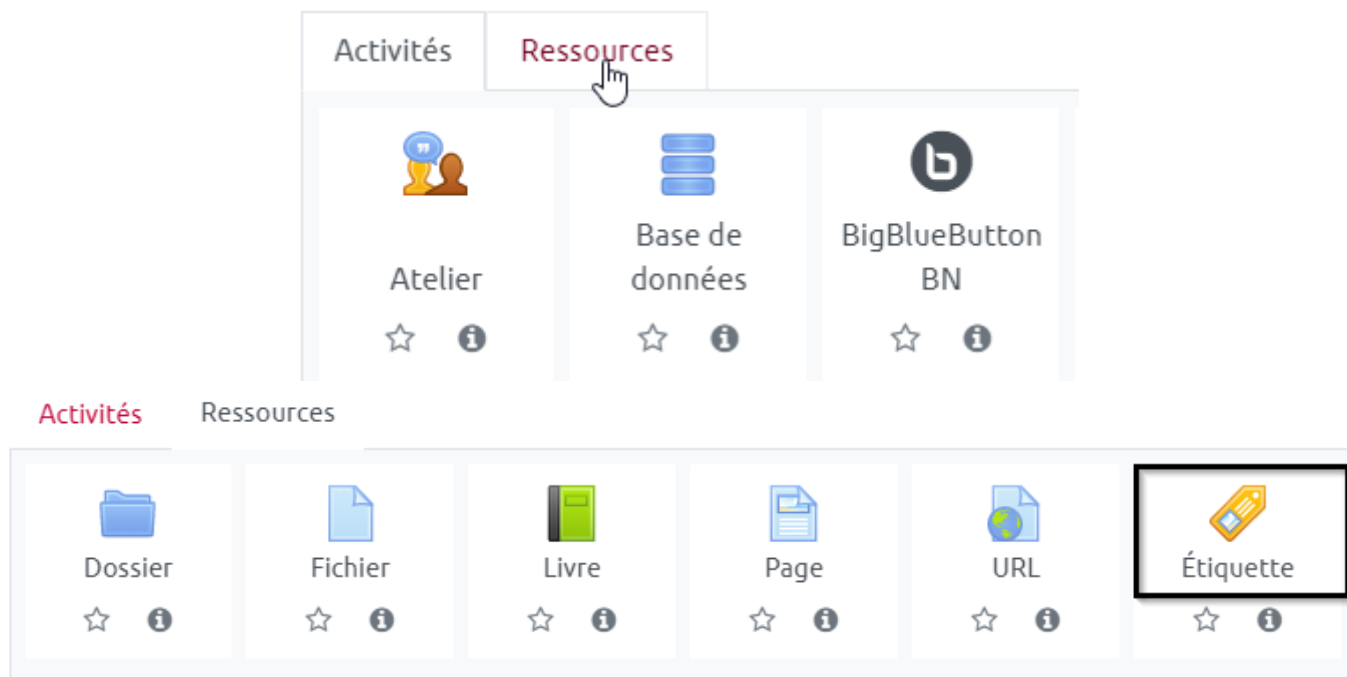 Activités Ressources
Atelier
Base de
données
BigBlueButton
BN
Activités Ressources
Dossier
Fichier
Livre
Page
URL
Étiquette